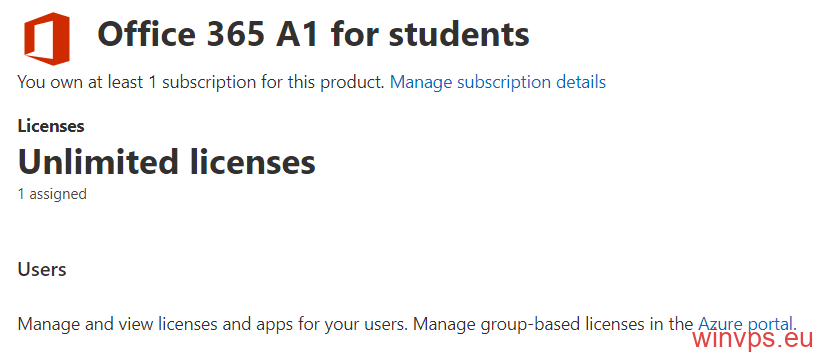 Office 365 A1 for students
You own at least 1 subscription for this product. Manage subscription details
Licenses
Unlimited licenses
1 assigned
Users
Manage and view licenses and apps for your users. Manage group-based licenses in the Azure portal.
winvps.eu